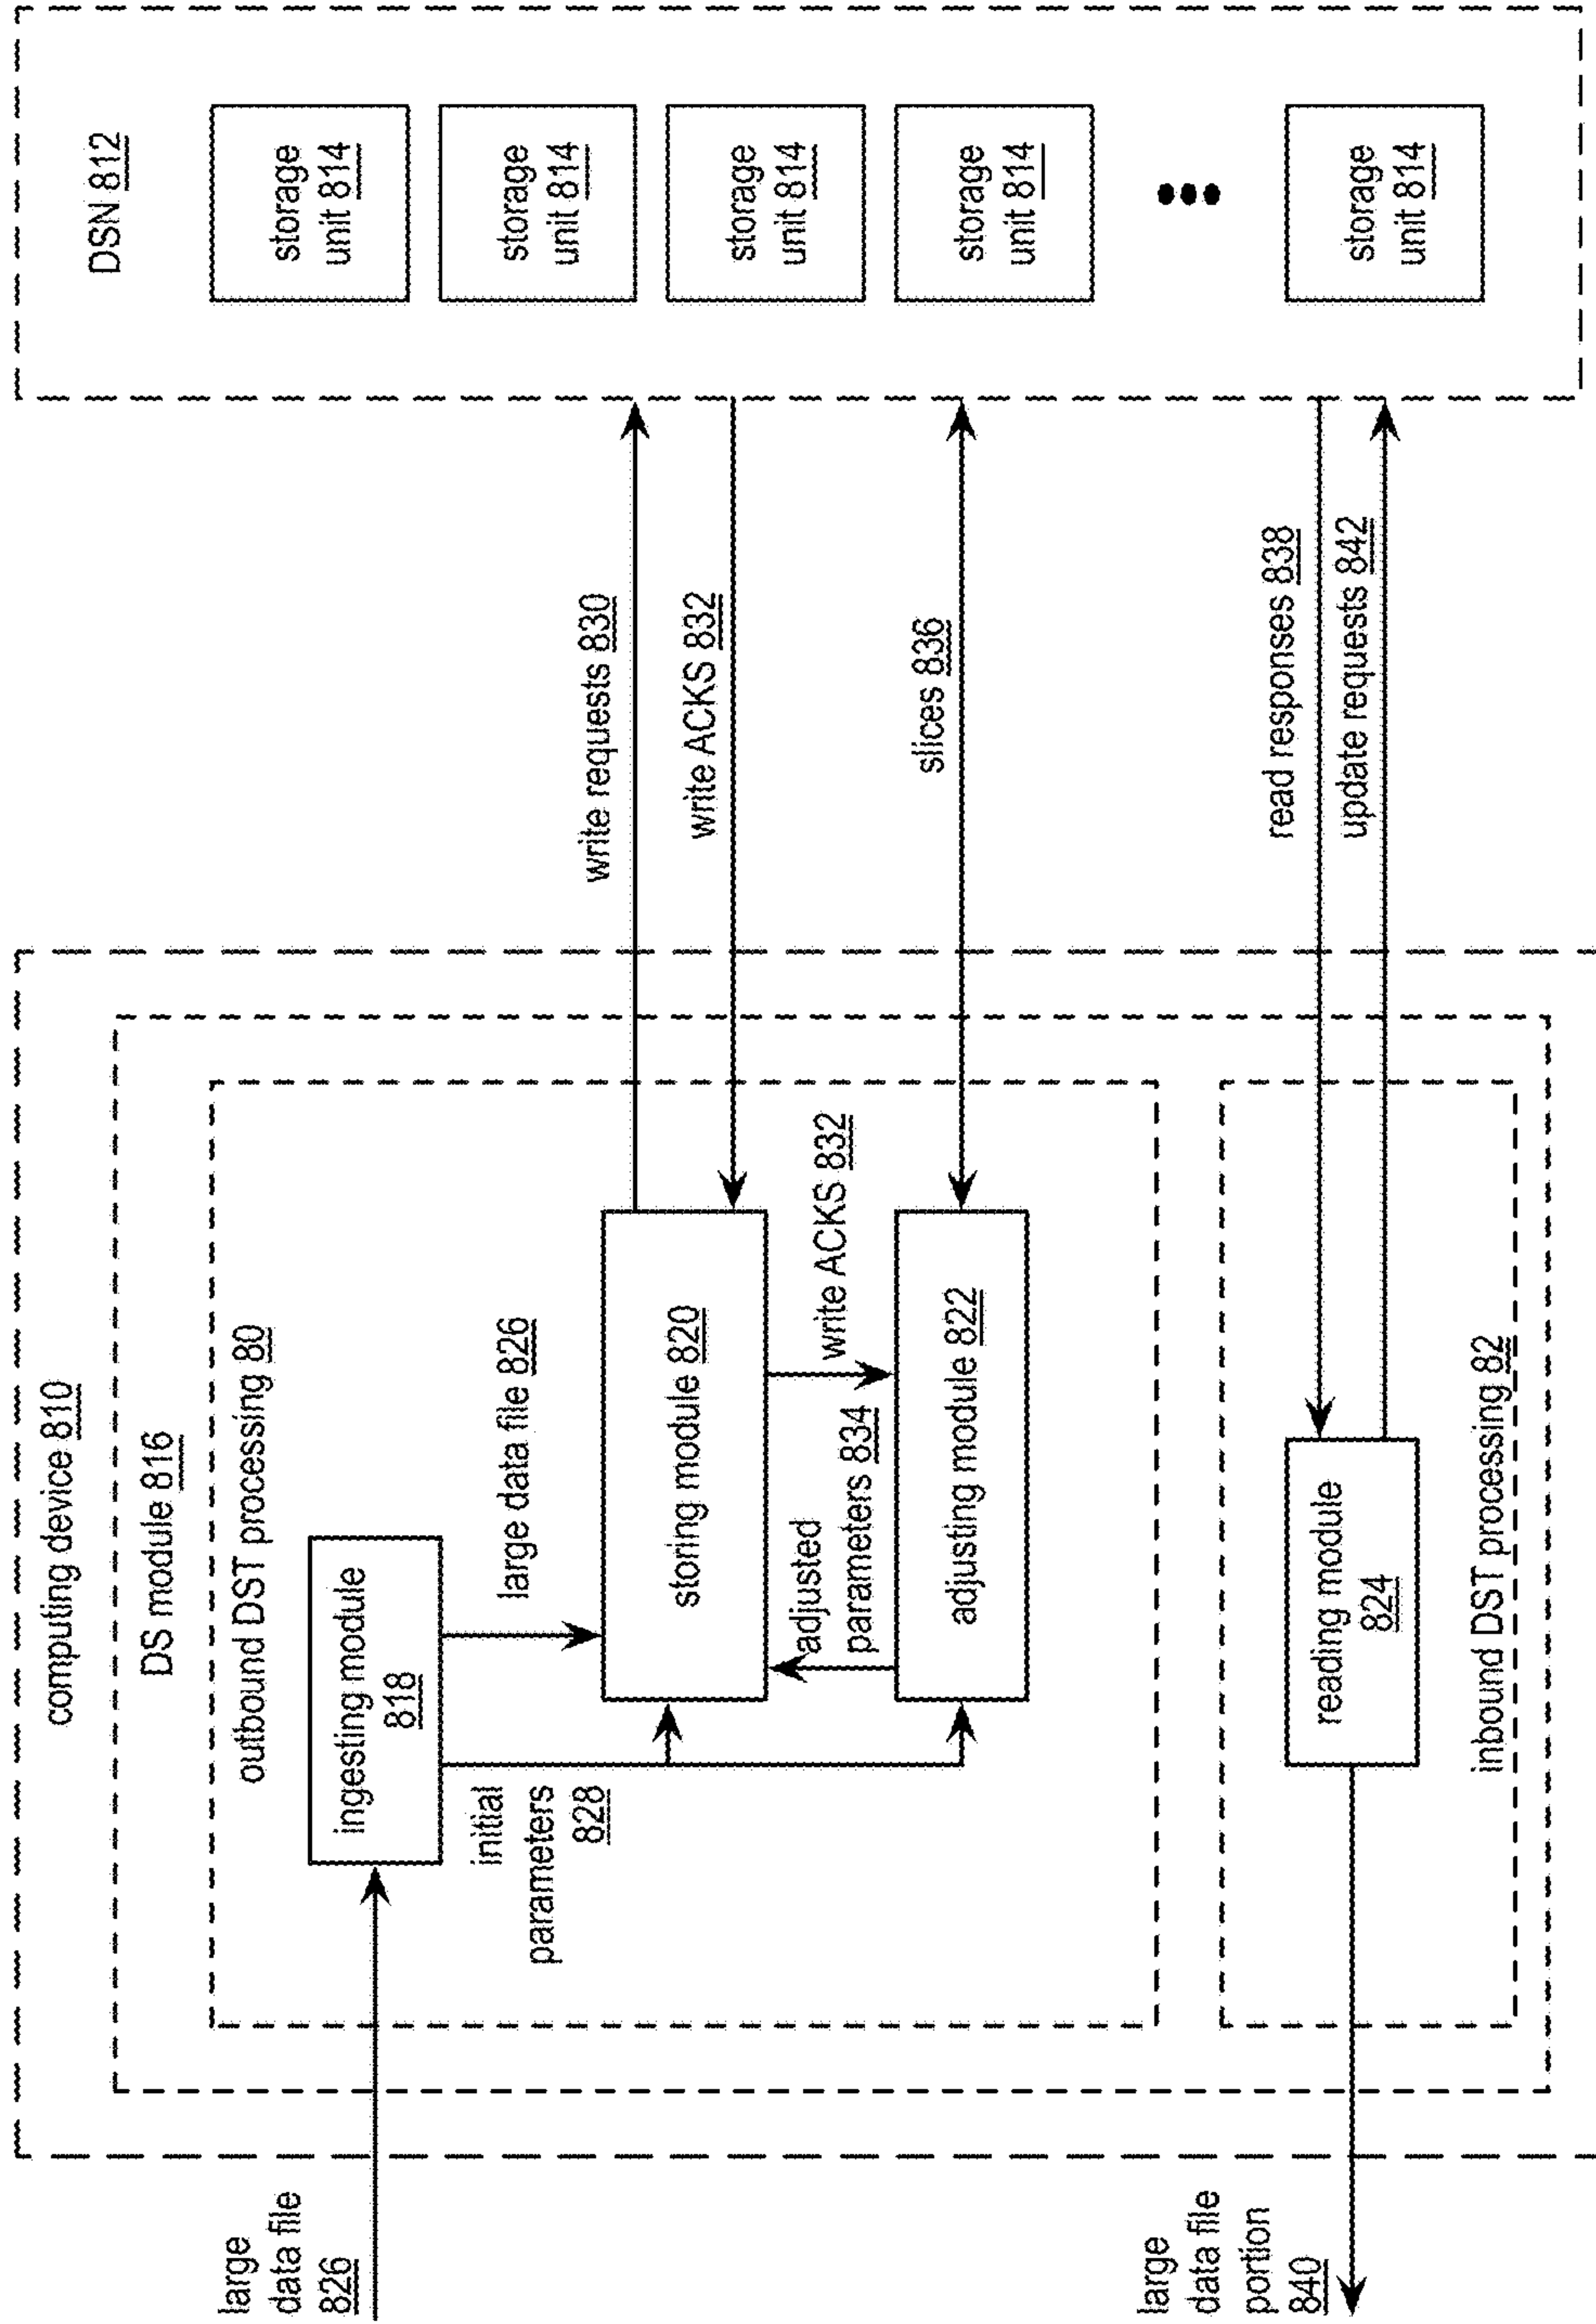 computing device 810
DS module 816
outbound DST processing 80
large
data file
826
ingesting module
818
initial
parameters
828
large data file 826
storing module 820
adjusted
parameters 834
write ACKS 832
adjusting module 822
write requests 830
write ACKS 832
slices 836
read responses 838
update requests 842
reading module
824
inbound DST processing 82
large
data file
portion
840
DSN 812
storage
unit 814
storage
unit 814
storage
unit 814
storage
unit 814
storage
unit 814